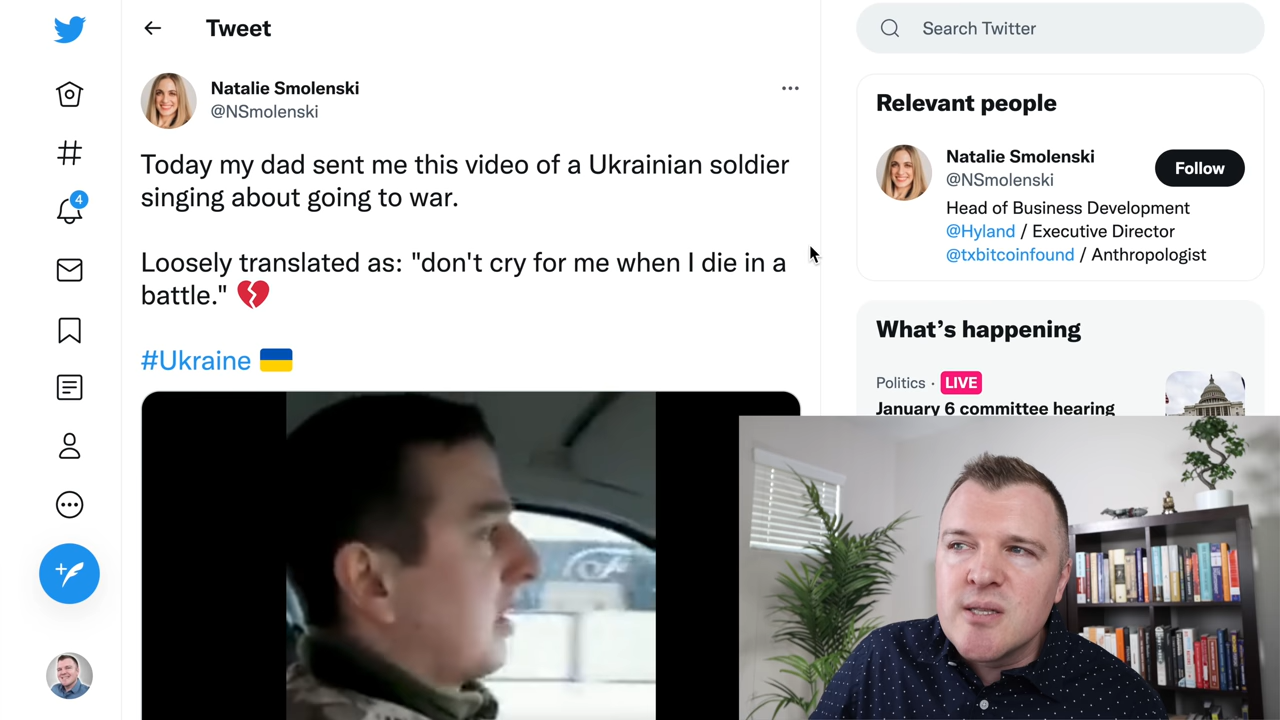 Tweet
Natalie Smolenski
@NSmolenski
Today my dad sent me this video of a Ukrainian soldier
singing about going to war.
Loosely translated as: "don't cry for me when I die in a
battle."
#Ukraine
4
Search Twitter
Relevant people
Natalie Smolenski
@NSmolenski
Follow
Head of Business Development
@Hyland / Executive Director
@txbitcoinfound / Anthropologist
What's happening
Politics · LIVE
January 6 committee hearing